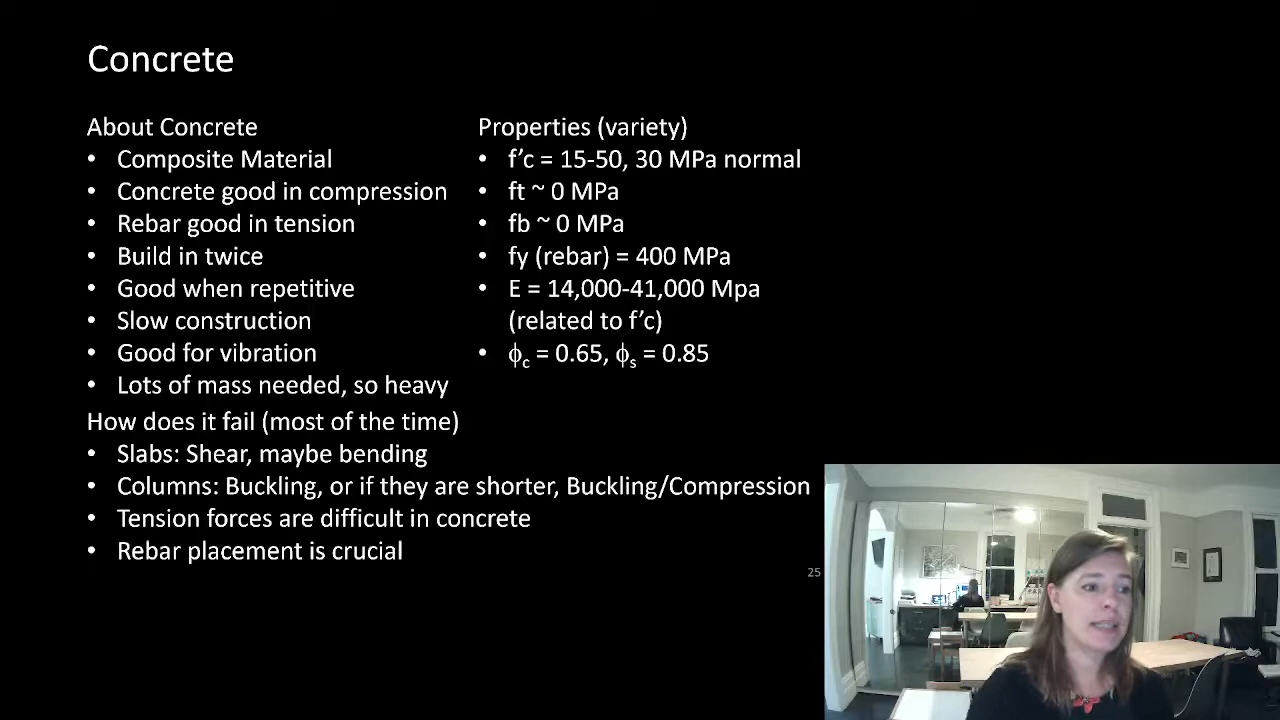 Concrete
About Concrete
• Composite Material
• Concrete good in compression
• Rebar good in tension
• Build in twice
• Good when repetitive
• Slow construction
• Good for vibration
• Lots of mass needed, so heavy
Properties (variety)
• f’c = 15-50, 30 MPa normal
• ft ~ 0 MPa
• fb ~ 0 MPa
• fy (rebar) = 400 MPa
• E = 14,000-41,000 Mpa
(related to f’c)
• ϕc = 0.65, ϕs = 0.85
How does it fail (most of the time)
• Slabs: Shear, maybe bending
• Columns: Buckling, or if they are shorter, Buckling/Compression
• Tension forces are difficult in concrete
• Rebar placement is crucial
25